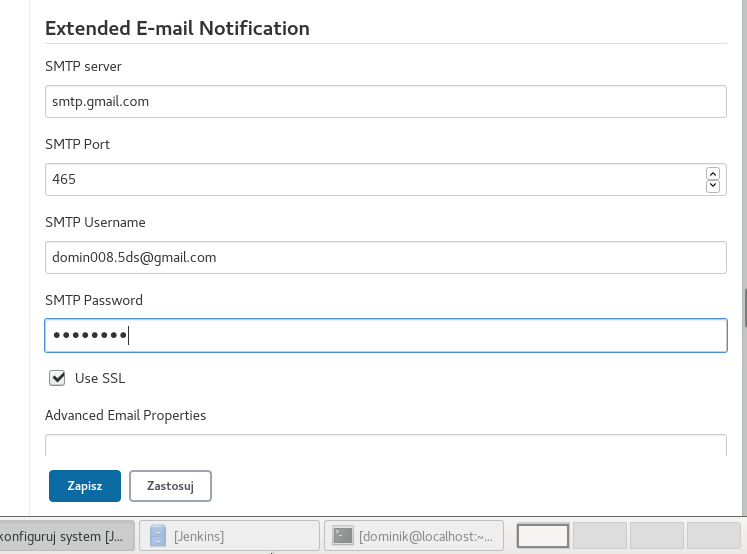 Extended E-mail Notification
SMTP server
smtp.gmail.com
SMTP Port
465
SMTP Username
domin008.5ds@gmail.com
SMTP Password
••••••••
Use SSL
Advanced Email Properties
Zapisz
Zastosuj
konfiguruj system [J...
[Jenkins]
[dominik@localhost:~...